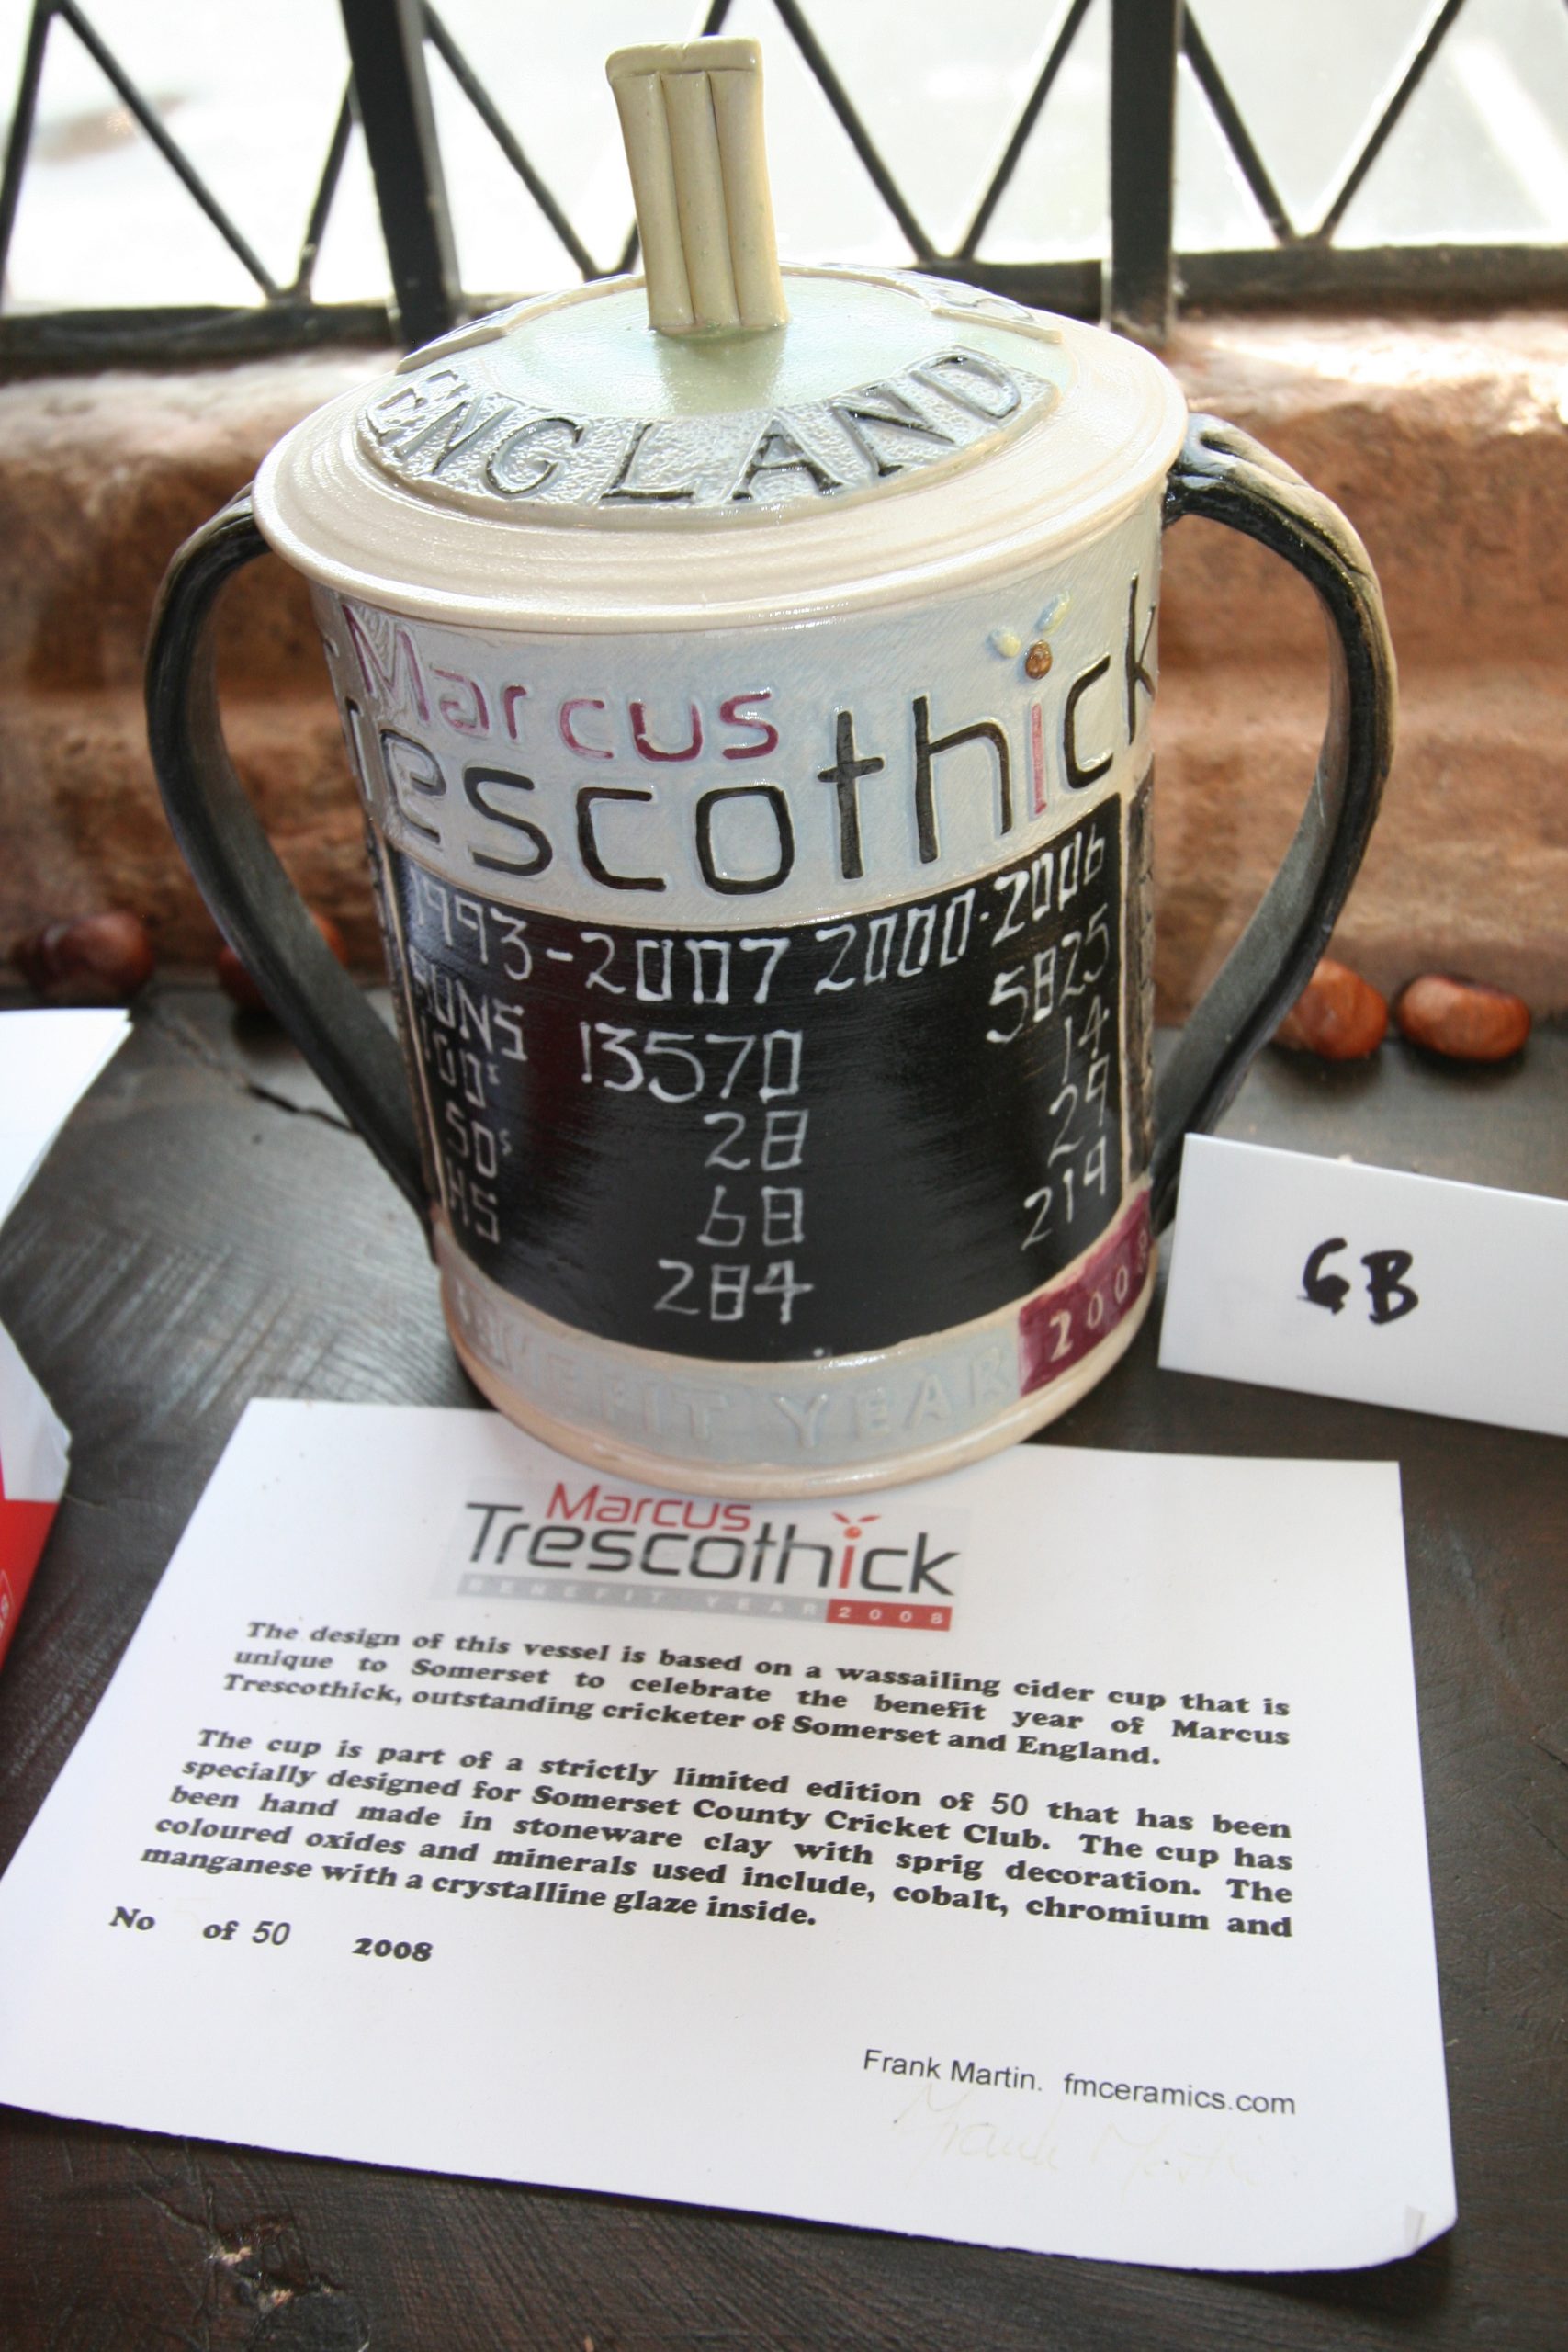 ENGLAND
Marcus
Trescothick
1993-2007 2000-2006
RUNS 13570 5825
100s 28 14
50s 68 29
HS 284 219
BENEFIT YEAR 2008
6B
Marcus
Trescothick
BENEFIT YEAR 2008
The design of this vessel is based on a wassailing cider cup that is
unique to Somerset to celebrate the benefit year of Marcus
Trescothick, outstanding cricketer of Somerset and England.
The cup is part of a strictly limited edition of 50 that has been
specially designed for Somerset County Cricket Club. The cup has
been hand made in stoneware clay with sprig decoration. The
coloured oxides and minerals used include, cobalt, chromium and
manganese with a crystalline glaze inside.
No of 50 2008
Frank Martin. fmceramics.com